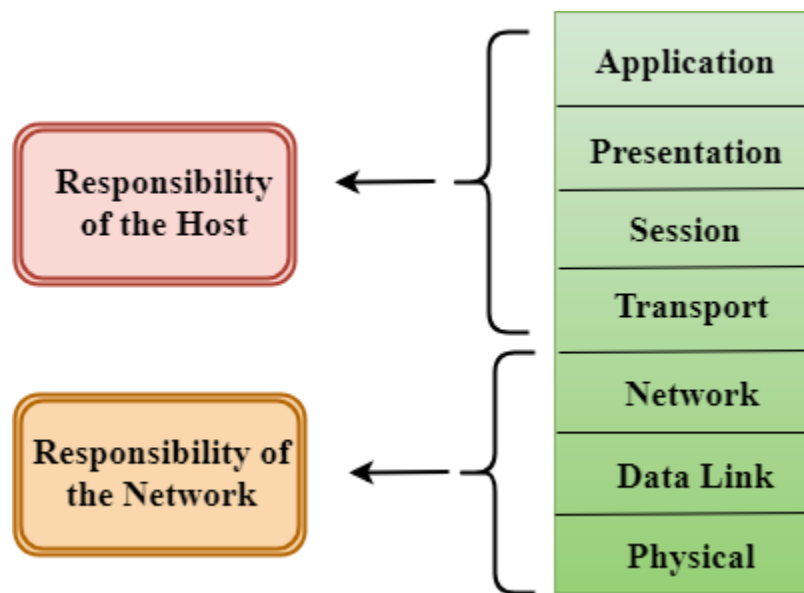 Application
Presentation
Responsibility
of the Host
Session
Transport
Network
Responsibility of
the Network
Data Link
Physical